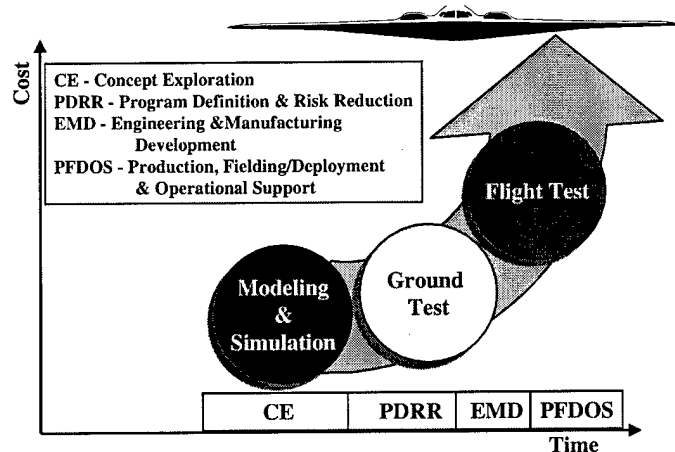 Cost
CE - Concept Exploration
PDRR - Program Definition & Risk Reduction
EMD - Engineering &Manufacturing
Development
PFDOS - Production, Fielding/Deployment
& Operational Support
Flight Test
Ground
Test
Modeling
&
Simulation
CE PDRR EMD PFDOS
Time